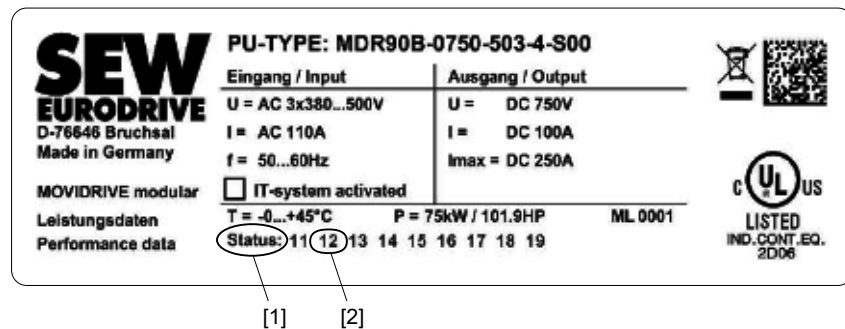 SEW
EURODRIVE
D-76646 Bruchsal
Made in Germany
MOVIDRIVE modular
Leistungsdaten
Performance data
PU-TYPE: MDR90B-0750-503-4-S00
Eingang / Input
U = AC 3x380...500V
I = AC 110A
f = 50...60Hz
IT-system activated
Ausgang / Output
U = DC 750V
I = DC 100A
Imax = DC 250A
T = -0...+45°C P = 75kW / 101.9HP ML 0001
Status: 11 12 13 14 15 16 17 18 19
C UL ® US
LISTED
IND.CONT.EQ.
2D06
[1] [2]